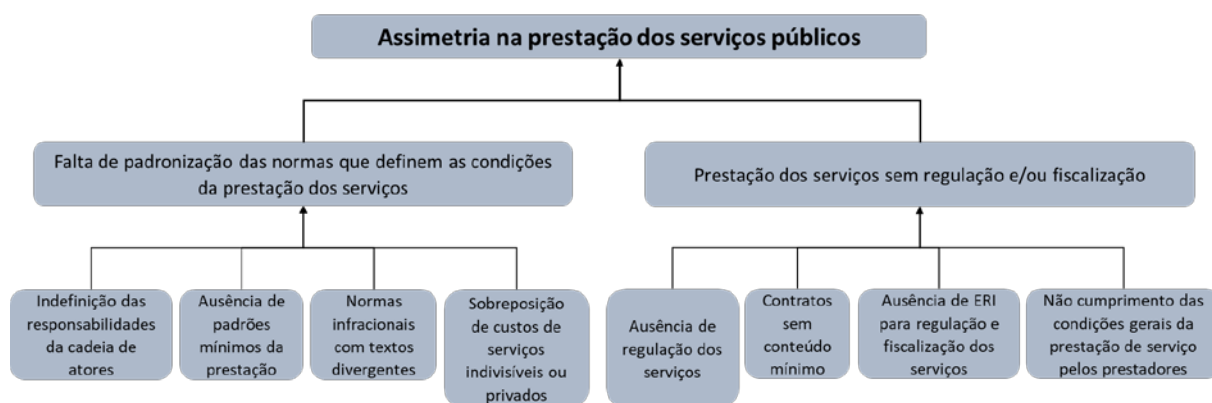 Assimetria na prestação dos serviços públicos
Falta de padronização das normas que definem as condições
da prestação dos serviços
Prestação dos serviços sem regulação e/ou fiscalização
Indefinição das
responsabilidades
da cadeia de
atores
Ausência de
padrões
mínimos da
prestação
Normas
infracionais
com textos
divergentes
Sobreposição
de custos de
serviços
indivisíveis ou
privados
Ausência de
regulação dos
serviços
Contratos
sem
conteúdo
mínimo
Ausência de ERI
para regulação e
fiscalização dos
serviços
Não cumprimento das
condições gerais da
prestação de serviço
pelos prestadores